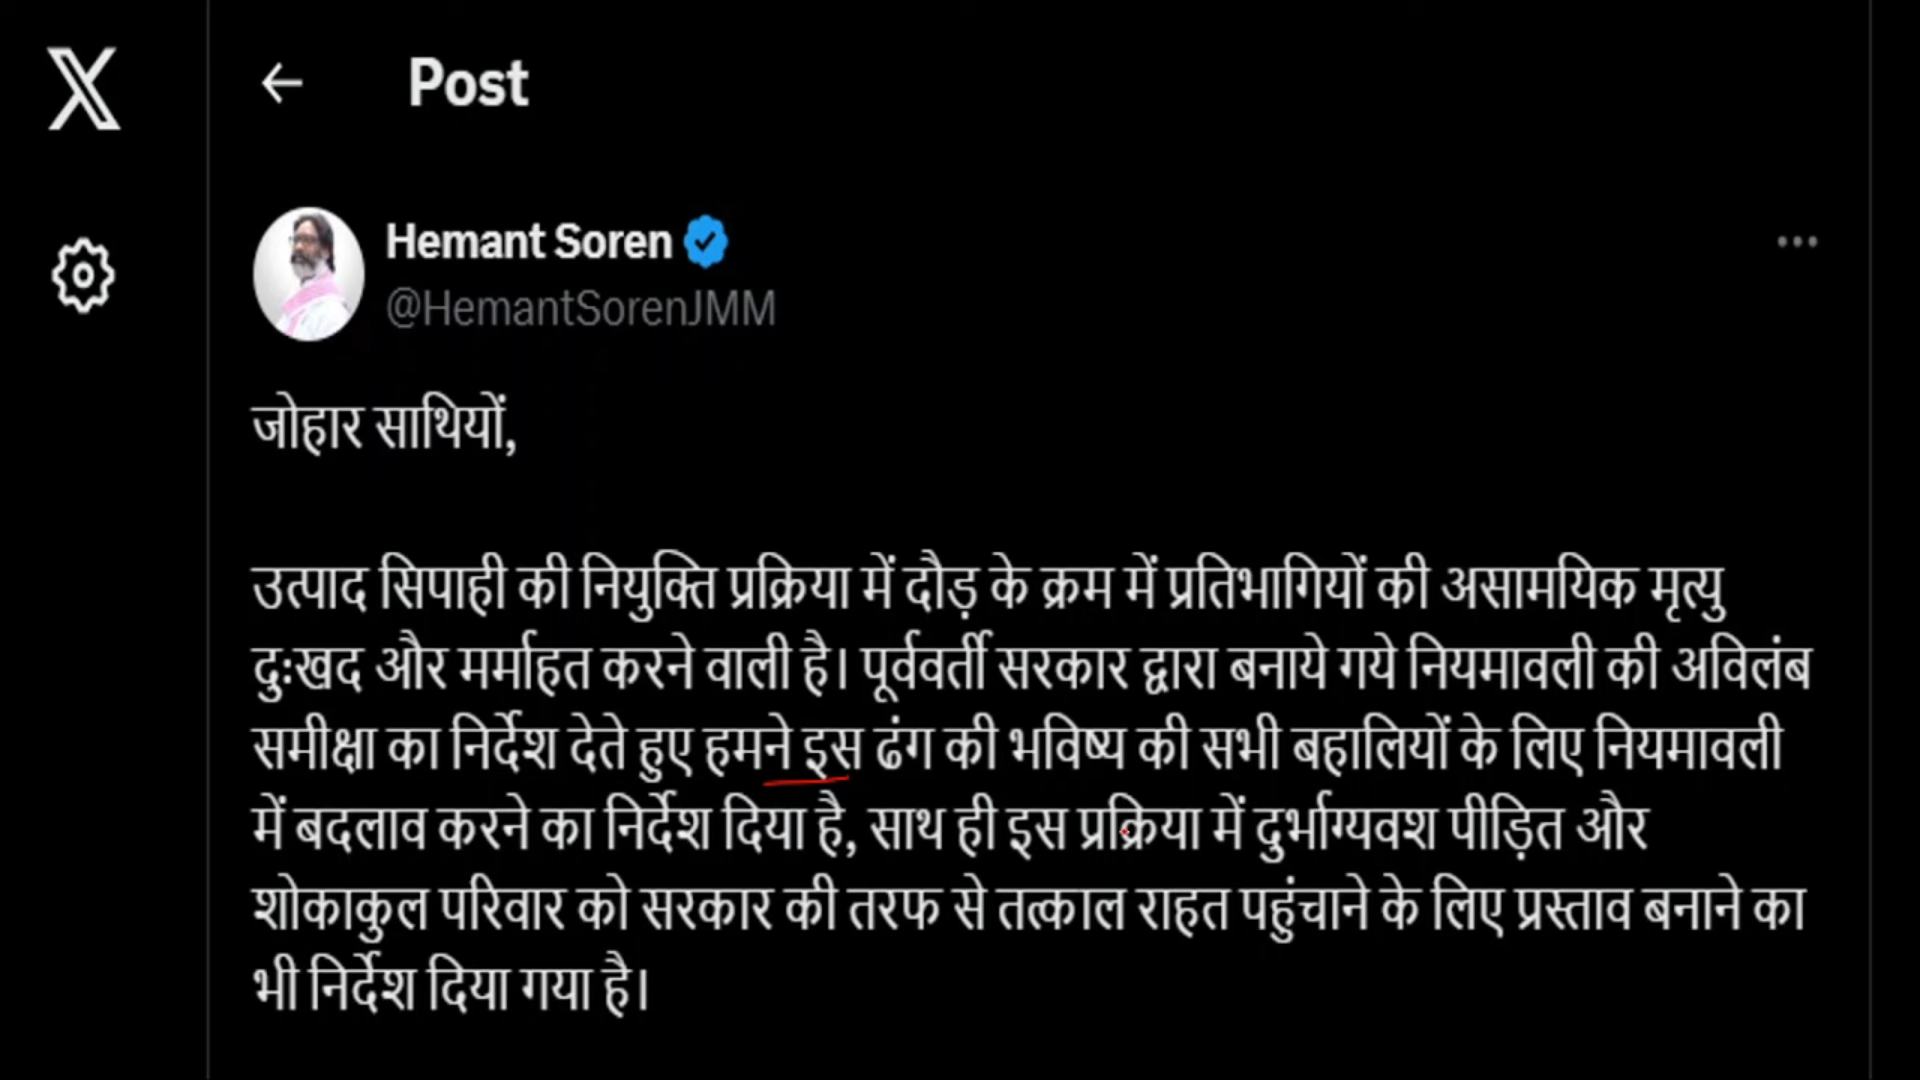 Post
Hemant Soren
@HemantSorenJMM
जोहार साथियों,
उत्पाद सिपाही की नियुक्ति प्रक्रिया में दौड़ के क्रम में प्रतिभागियों की असामयिक मृत्यु
दुःखद और मर्माहत करने वाली है। पूर्ववर्ती सरकार द्वारा बनाये गये नियमावली की अविलंब
समीक्षा का निर्देश देते हुए हमने इस ढंग की भविष्य की सभी बहालियों के लिए नियमावली
में बदलाव करने का निर्देश दिया है, साथ ही इस प्रक्रिया में दुर्भाग्यवश पीड़ित और
शोकाकुल परिवार को सरकार की तरफ से तत्काल राहत पहुंचाने के लिए प्रस्ताव बनाने का
भी निर्देश दिया गया है।